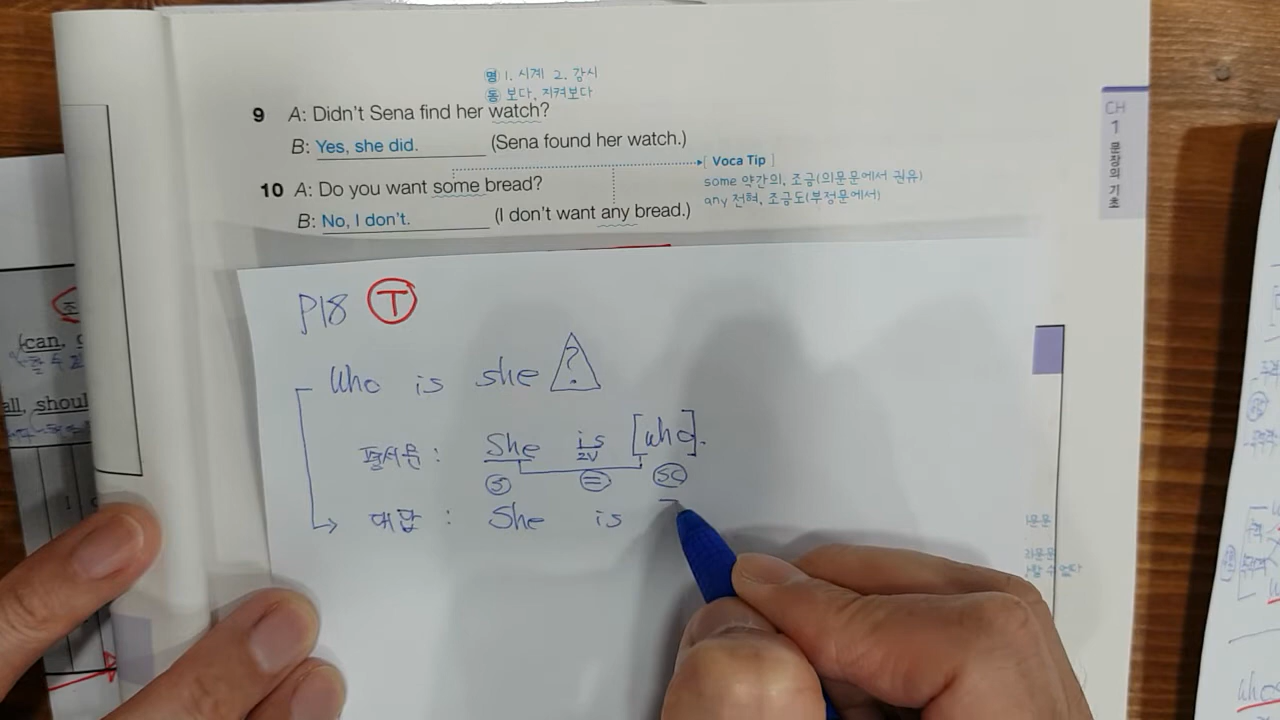 명 1. 시계 2. 감시
동 보다, 지켜보다
9 A: Didn't Sena find her watch?
B: Yes, she did. (Sena found her watch.)
[ Voca Tip ]
10 A: Do you want some bread?
some 약간의, 조금(의문문에서 권유)
any 전혀, 조금도(부정문에서)
B: No, I don't. (I don't want any bread.)
CH
1
문장의 기초
P18 T
Who is she ?
평서문 : She is [who].
2V
S = SC
대답 : She is
can,
all, shoul